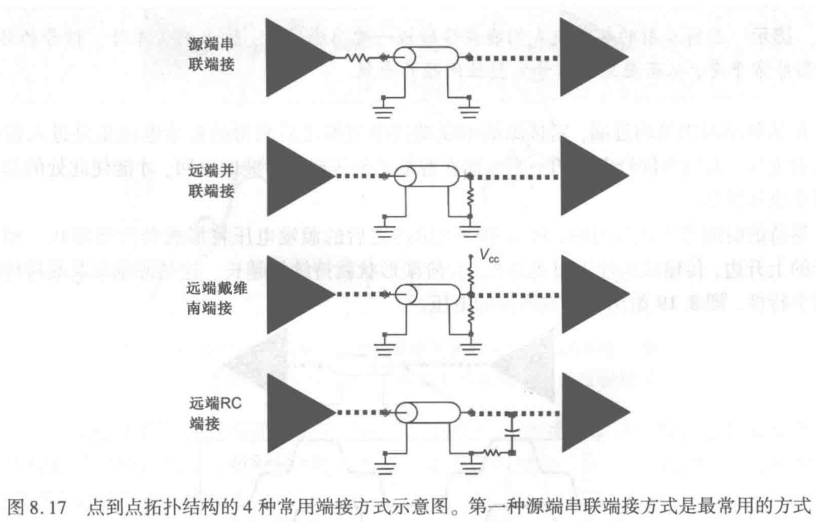 源端串
联端接
远端并
联端接
Vcc
远端戴维
南端接
远端RC
端接
图 8.17 点到点拓扑结构的 4 种常用端接方式示意图。第一种源端串联端接方式是最常用的方式